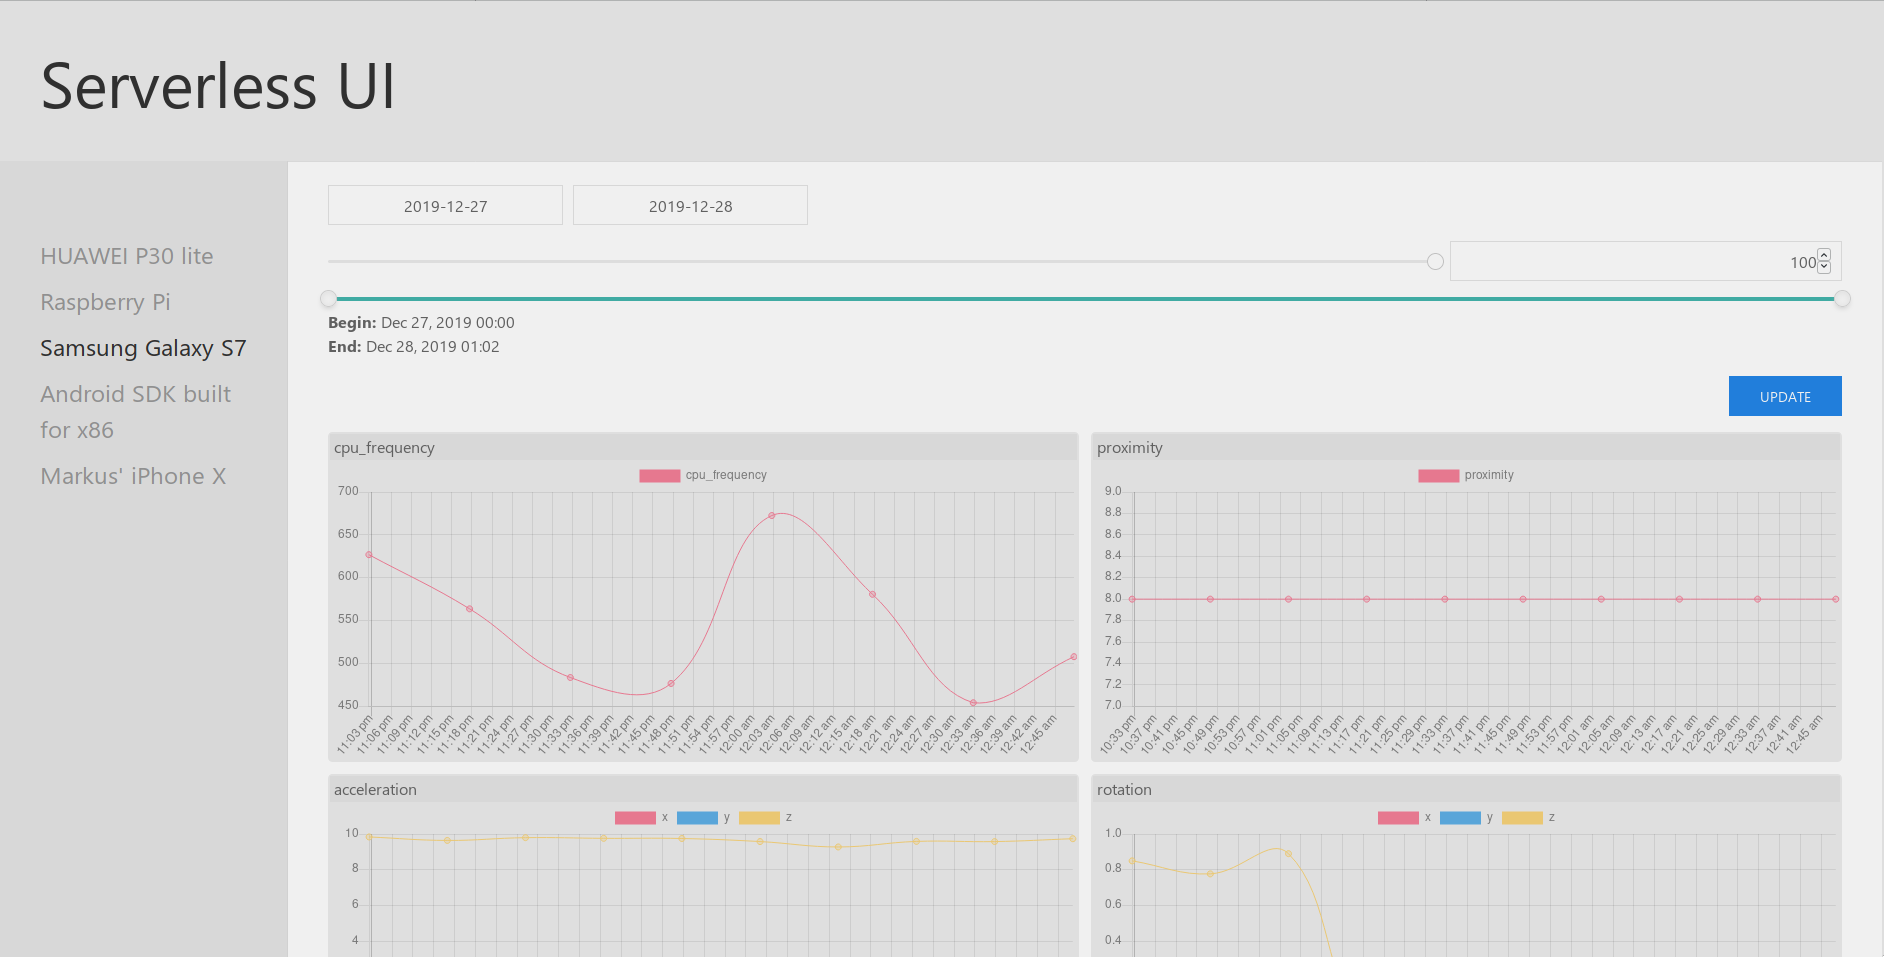 Serverless UI
HUAWEI P30 lite
Raspberry Pi
Samsung Galaxy S7
Android SDK built
for x86
Markus' iPhone X
2019-12-27 2019-12-28
100
Begin: Dec 27, 2019 00:00
End: Dec 28, 2019 01:02
UPDATE
cpu_frequency
cpu_frequency
700
650
600
550
500
450
11:03 pm 11:06 pm 11:09 pm 11:12 pm 11:15 pm 11:18 pm 11:21 pm 11:24 pm 11:27 pm 11:30 pm 11:33 pm 11:36 pm 11:39 pm 11:42 pm 11:45 pm 11:48 pm 11:51 pm 11:54 pm 11:57 pm 12:00 am 12:03 am 12:06 am 12:09 am 12:12 am 12:15 am 12:18 am 12:21 am 12:24 am 12:27 am 12:30 am 12:33 am 12:36 am 12:39 am 12:42 am 12:45 am
proximity
proximity
9.0
8.8
8.6
8.4
8.2
8.0
7.8
7.6
7.4
7.2
7.0
10:33 pm 10:37 pm 10:41 pm 10:45 pm 10:49 pm 10:53 pm 10:57 pm 11:01 pm 11:05 pm 11:09 pm 11:13 pm 11:17 pm 11:21 pm 11:25 pm 11:29 pm 11:33 pm 11:37 pm 11:41 pm 11:45 pm 11:49 pm 11:53 pm 11:57 pm 12:01 am 12:05 am 12:09 am 12:13 am 12:17 am 12:21 am 12:25 am 12:29 am 12:33 am 12:37 am 12:41 am 12:45 am
acceleration
x y z
10
8
6
4
rotation
x y z
1.0
0.8
0.6
0.4